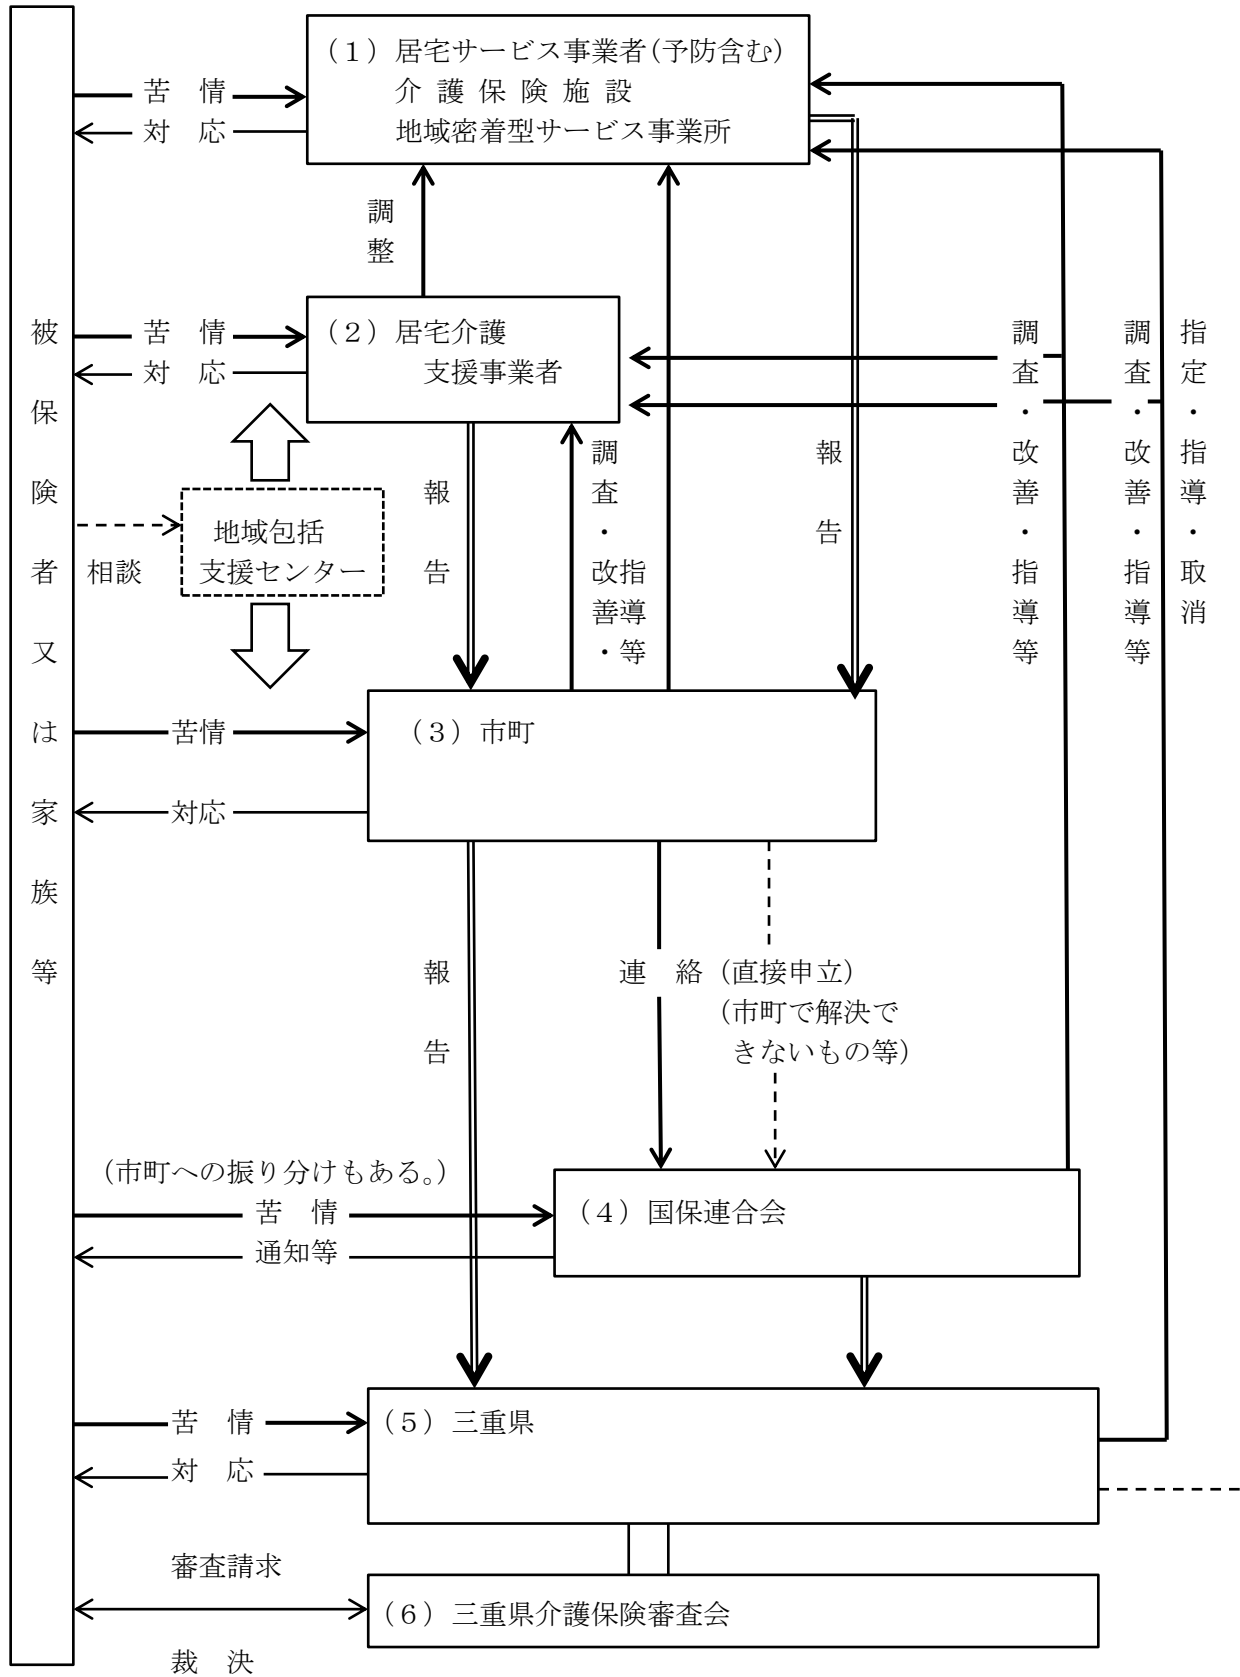 （１）居宅サービス事業者(予防含む)
介護保険施設
地域密着型サービス事業所
苦　情
対　応
調整
（２）居宅介護
支援事業者
苦　情
対　応
被保険者又は家族等
地域包括
支援センター
相談
報告
調査・改善・
指導等
報告
調査・改善・指導等
調査・改善・指導等
指定・指導・取消
（３）市町
苦情
対応
報告
連　絡
（直接申立）
（市町で解決で
きないもの等）
（市町への振り分けもある。）
苦　情
通知等
（４）国保連合会
（５）三重県
苦　情
対　応
審査請求
（６）三重県介護保険審査会
裁　決